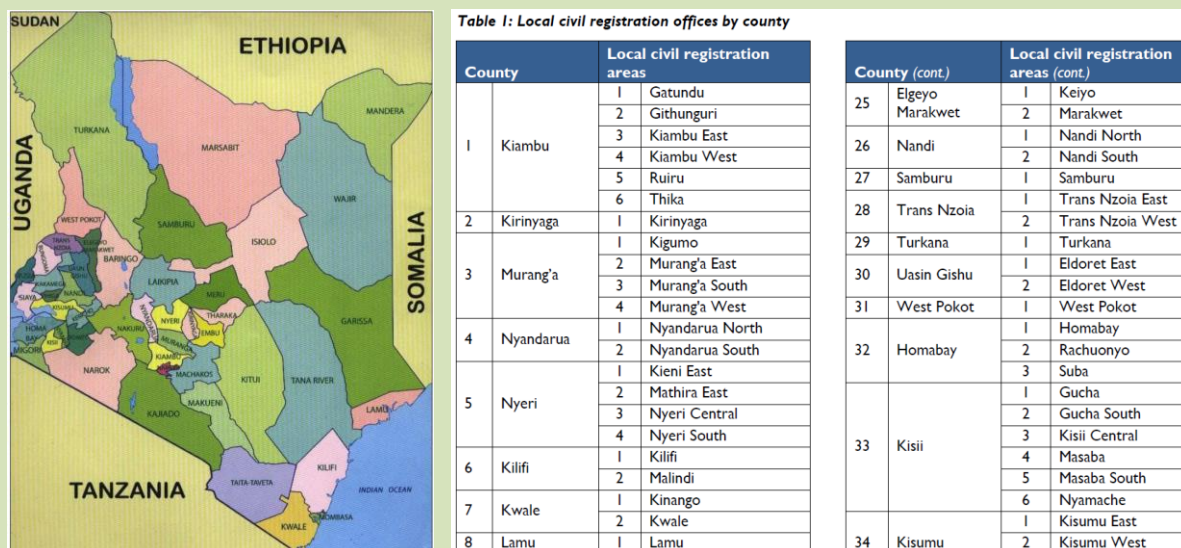 SUDAN
ETHIOPIA
UGANDA
SOMALIA
TANZANIA
INDIAN OCEAN
TURKANA
MARSABIT
MANDERA
WAJIR
WEST POKOT
SAMBURU
ISIOLO
TRANS NZOIA
ELGEYO MARAKWET
BARINGO
LAIKIPIA
MERU
KAKAMEGA
NANDI
SIAYA
KISUMU
NYERI
THARAKA
EMBU
GARISSA
HOMA BAY
KISII
MIGORI
NAKURU
MURANGA
KIAMBU
NAROK
MACHAKOS
KITUI
TANA RIVER
MAKUENI
KAJIADO
LAMU
TAITA-TAVETA
KILIFI
KWALE
MOMBASA
Table 1: Local civil registration offices by county
County Local civil registration areas
1 Kiambu
1 Gatundu
2 Githunguri
3 Kiambu East
4 Kiambu West
5 Ruiru
6 Thika
2 Kirinyaga 1 Kirinyaga
3 Murang'a
1 Kigumo
2 Murang'a East
3 Murang'a South
4 Murang'a West
4 Nyandarua
1 Nyandarua North
2 Nyandarua South
5 Nyeri
1 Kieni East
2 Mathira East
3 Nyeri Central
4 Nyeri South
6 Kilifi
1 Kilifi
2 Malindi
7 Kwale
1 Kinango
2 Kwale
8 Lamu 1 Lamu
County (cont.) Local civil registration areas (cont.)
25 Elgeyo Marakwet
1 Keiyo
2 Marakwet
26 Nandi
1 Nandi North
2 Nandi South
27 Samburu 1 Samburu
28 Trans Nzoia
1 Trans Nzoia East
2 Trans Nzoia West
29 Turkana 1 Turkana
30 Uasin Gishu
1 Eldoret East
2 Eldoret West
31 West Pokot 1 West Pokot
32 Homabay
1 Homabay
2 Rachuonyo
3 Suba
33 Kisii
1 Gucha
2 Gucha South
3 Kisii Central
4 Masaba
5 Masaba South
6 Nyamache
34 Kisumu
1 Kisumu East
2 Kisumu West